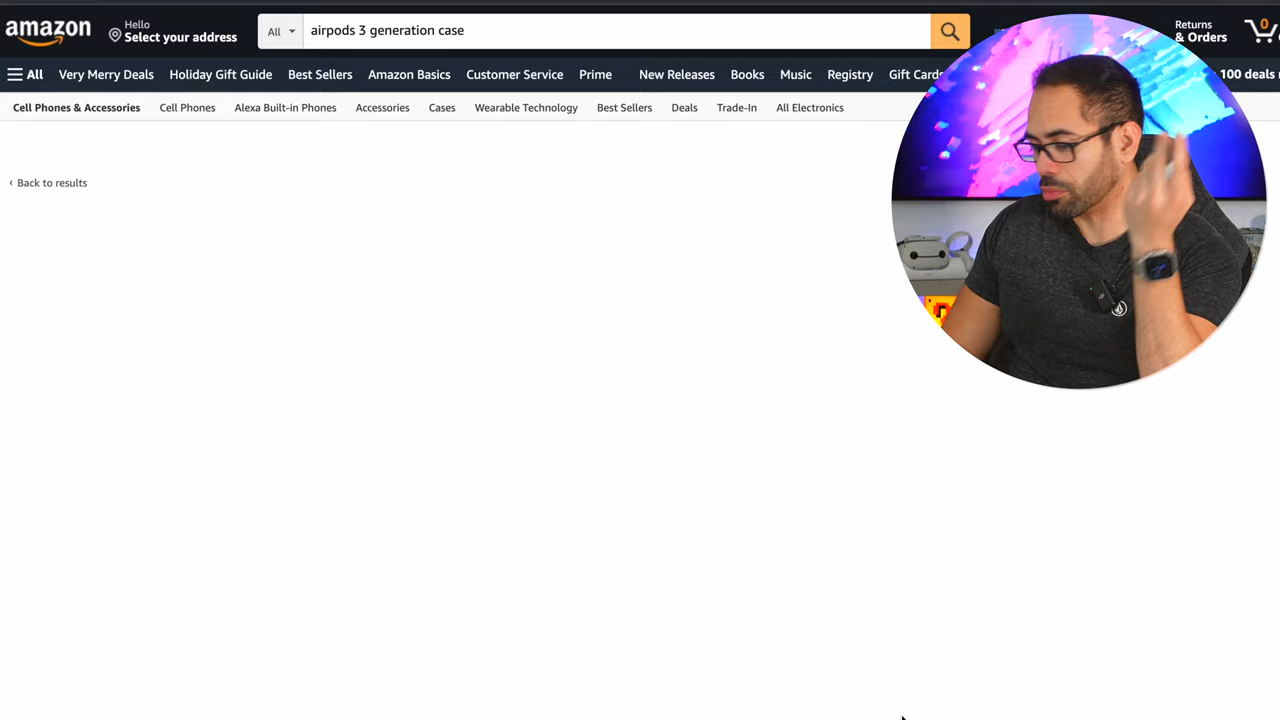 amazon
Hello
Select your address
All
airpods 3 generation case
Returns
& Orders
0
All Very Merry Deals Holiday Gift Guide Best Sellers Amazon Basics Customer Service Prime New Releases Books Music Registry Gift Cards 100 deals
Cell Phones & Accessories Cell Phones Alexa Built-in Phones Accessories Cases Wearable Technology Best Sellers Deals Trade-In All Electronics
‹ Back to results